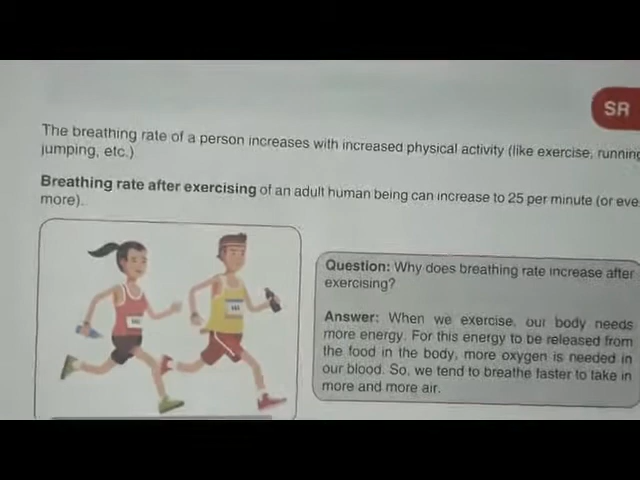 SR
The breathing rate of a person increases with increased physical activity (like exercise, running
jumping, etc.)
Breathing rate after exercising of an adult human being can increase to 25 per minute (or eve
more).
Question: Why does breathing rate increase after
exercising?
Answer: When we exercise, our body needs
more energy. For this energy to be released from
the food in the body, more oxygen is needed in
our blood. So, we tend to breathe faster to take in
more and more air.